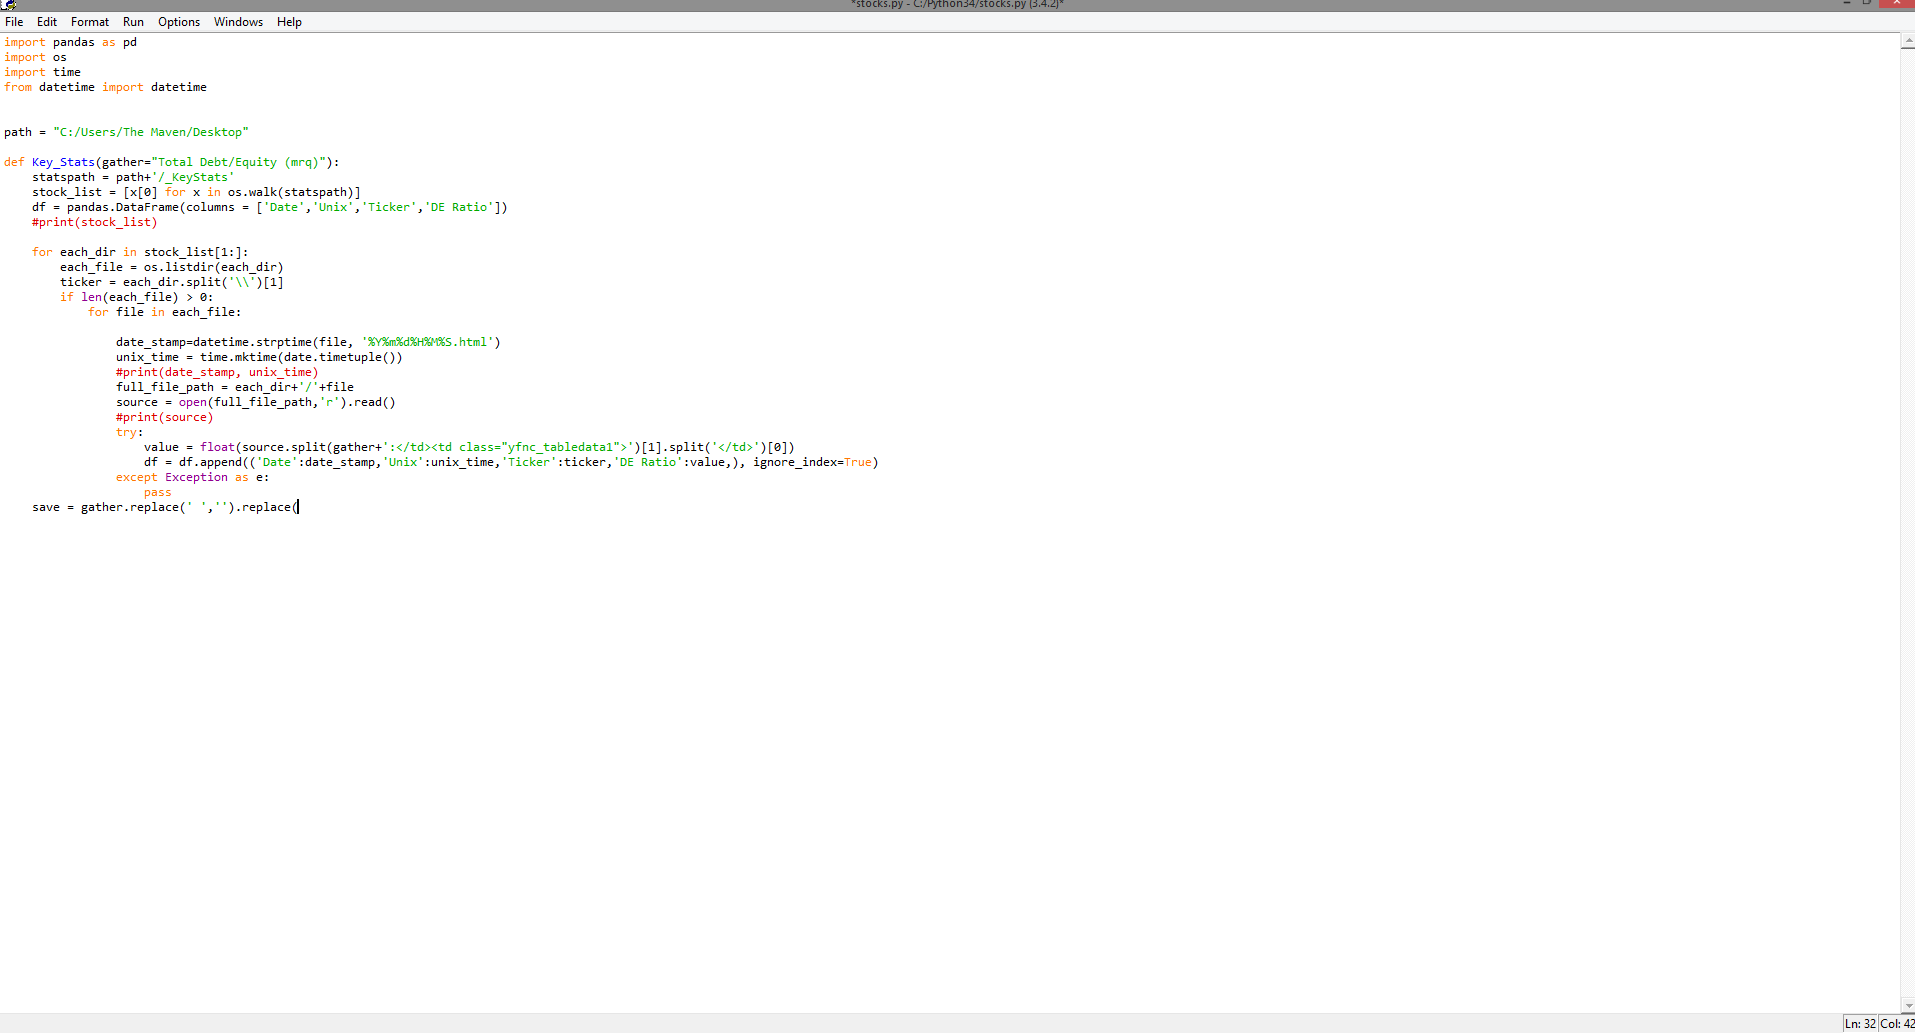 *stocks.py - C:/Python34/stocks.py (3.4.2)*
File Edit Format Run Options Windows Help
import pandas as pd
import os
import time
from datetime import datetime
path = "C:/Users/The Maven/Desktop"
def Key_Stats(gather="Total Debt/Equity (mrq)"):
    statspath = path+'/_KeyStats'
    stock_list = [x[0] for x in os.walk(statspath)]
    df = pandas.DataFrame(columns = ['Date','Unix','Ticker','DE Ratio'])
    #print(stock_list)
    for each_dir in stock_list[1:]:
        each_file = os.listdir(each_dir)
        ticker = each_dir.split('\\')[1]
        if len(each_file) > 0:
            for file in each_file:
                date_stamp=datetime.strptime(file, '%Y%m%d%H%M%S.html')
                unix_time = time.mktime(date.timetuple())
                #print(date_stamp, unix_time)
                full_file_path = each_dir+'/'+file
                source = open(full_file_path,'r').read()
                #print(source)
                try:
                    value = float(source.split(gather+':</td><td class="yfnc_tabledata1">')[1].split('</td>')[0])
                    df = df.append(('Date':date_stamp,'Unix':unix_time,'Ticker':ticker,'DE Ratio':value,), ignore_index=True)
                except Exception as e:
                    pass
    save = gather.replace(' ','').replace(
Ln: 32 Col: 42